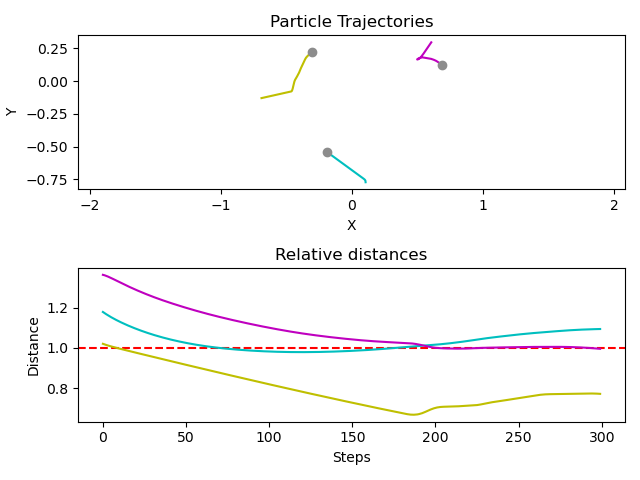 Particle Trajectories
0.25
0.00
−0.25
−0.50
−0.75
Y
−2 −1 0 1 2
X
Relative distances
1.2
1.0
0.8
Distance
0 50 100 150 200 250 300
Steps